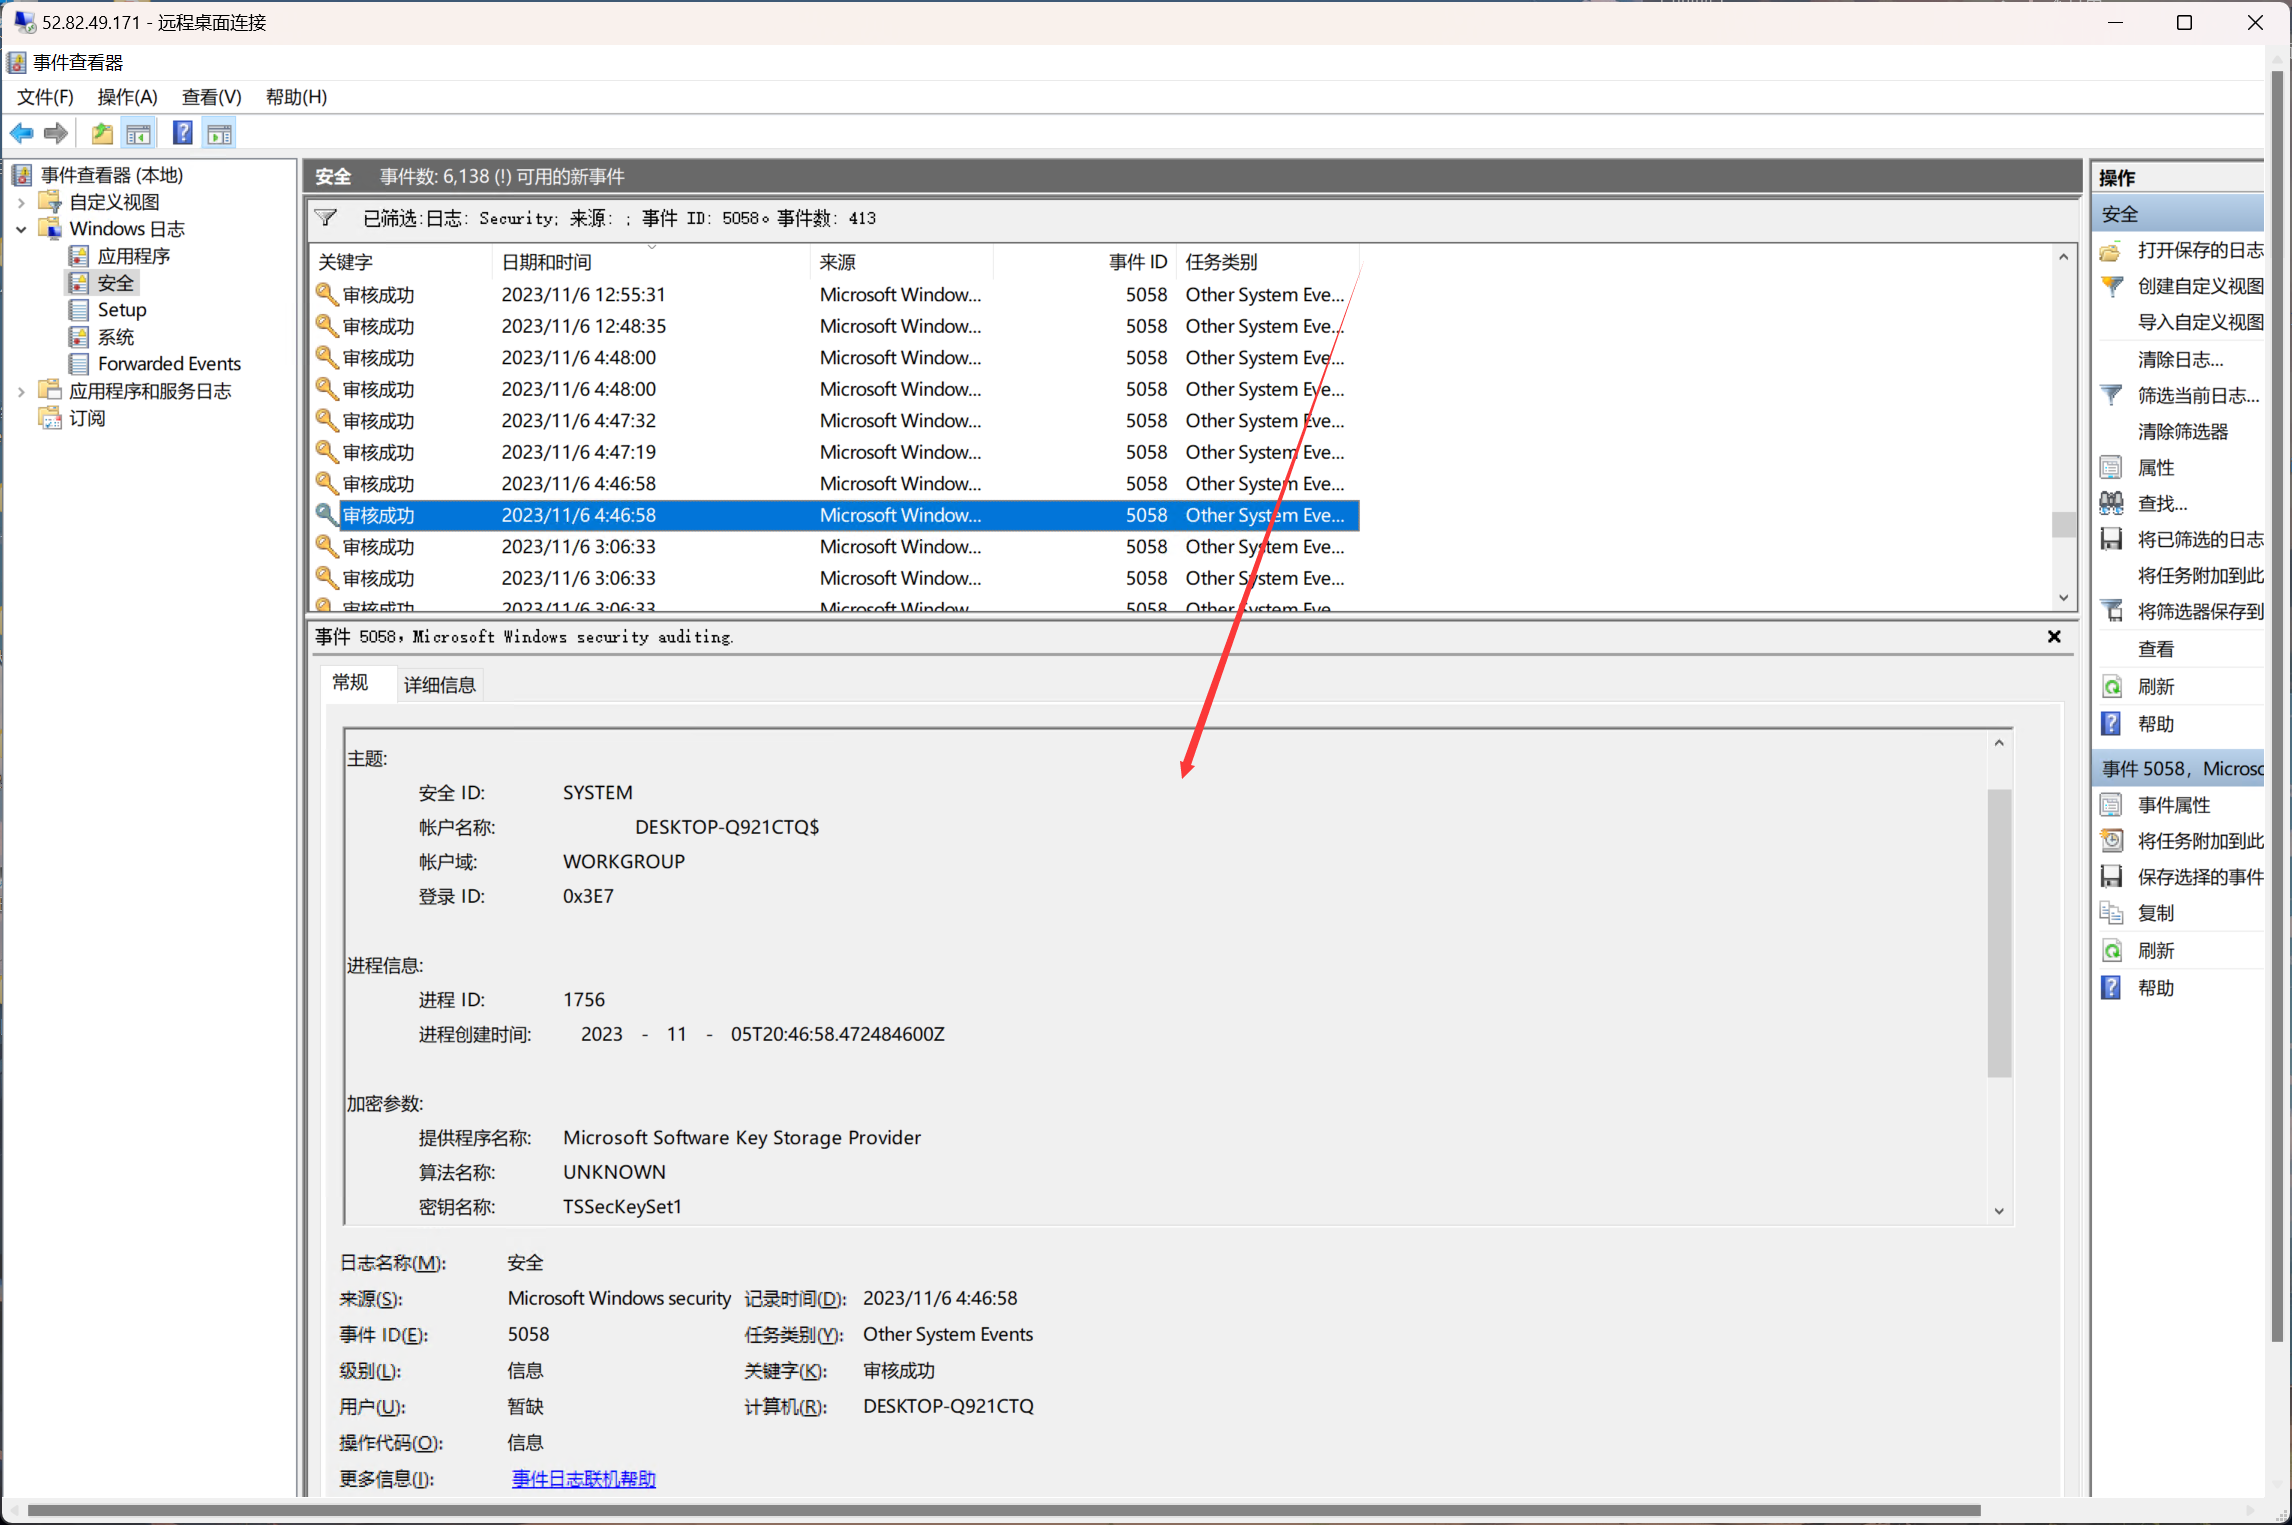 52.82.49.171 - 远程桌面连接
事件查看器
文件(F) 操作(A) 查看(V) 帮助(H)
事件查看器 (本地)
自定义视图
Windows 日志
应用程序
安全
Setup
系统
Forwarded Events
应用程序和服务日志
订阅
安全 事件数: 6,138 (!) 可用的新事件
已筛选:日志: Security; 来源: ; 事件 ID: 5058。事件数: 413
关键字 日期和时间 来源 事件 ID 任务类别
审核成功 2023/11/6 12:55:31 Microsoft Window... 5058 Other System Eve...
审核成功 2023/11/6 12:48:35 Microsoft Window... 5058 Other System Eve...
审核成功 2023/11/6 4:48:00 Microsoft Window... 5058 Other System Eve...
审核成功 2023/11/6 4:48:00 Microsoft Window... 5058 Other System Eve...
审核成功 2023/11/6 4:47:32 Microsoft Window... 5058 Other System Eve...
审核成功 2023/11/6 4:47:19 Microsoft Window... 5058 Other System Eve...
审核成功 2023/11/6 4:46:58 Microsoft Window... 5058 Other System Eve...
审核成功 2023/11/6 4:46:58 Microsoft Window... 5058 Other System Eve...
审核成功 2023/11/6 3:06:33 Microsoft Window... 5058 Other System Eve...
审核成功 2023/11/6 3:06:33 Microsoft Window... 5058 Other System Eve...
审核成功 2023/11/6 3:06:33 Microsoft Window 5058 Other System Eve
事件 5058，Microsoft Windows security auditing.
常规 详细信息
主题:
安全 ID: SYSTEM
帐户名称: DESKTOP-Q921CTQ$
帐户域: WORKGROUP
登录 ID: 0x3E7
进程信息:
进程 ID: 1756
进程创建时间: 2023 - 11 - 05T20:46:58.472484600Z
加密参数:
提供程序名称: Microsoft Software Key Storage Provider
算法名称: UNKNOWN
密钥名称: TSSecKeySet1
日志名称(M): 安全
来源(S): Microsoft Windows security 记录时间(D): 2023/11/6 4:46:58
事件 ID(E): 5058 任务类别(Y): Other System Events
级别(L): 信息 关键字(K): 审核成功
用户(U): 暂缺 计算机(R): DESKTOP-Q921CTQ
操作代码(O): 信息
更多信息(I): 事件日志联机帮助
操作
安全
打开保存的日志
创建自定义视图
导入自定义视图
清除日志...
筛选当前日志...
清除筛选器
属性
查找...
将已筛选的日志
将任务附加到此
将筛选器保存到
查看
刷新
帮助
事件 5058，Microsc
事件属性
将任务附加到此
保存选择的事件
复制
刷新
帮助